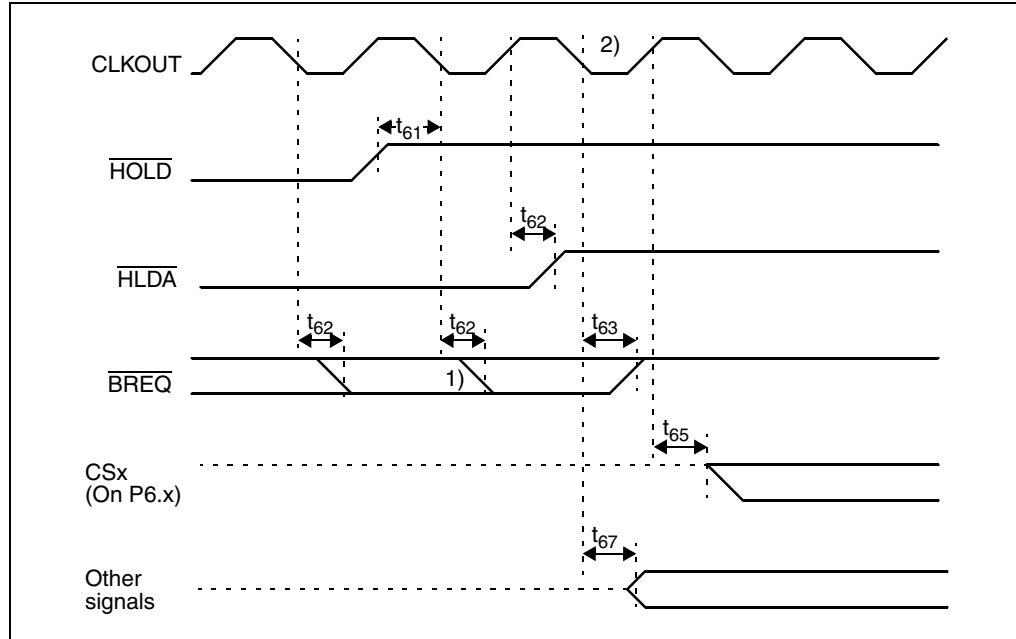 CLKOUT
2)
t61
HOLD
t62
HLDA
t62
t62
t63
BREQ
1)
t65
CSx
(On P6.x)
t67
Other
signals